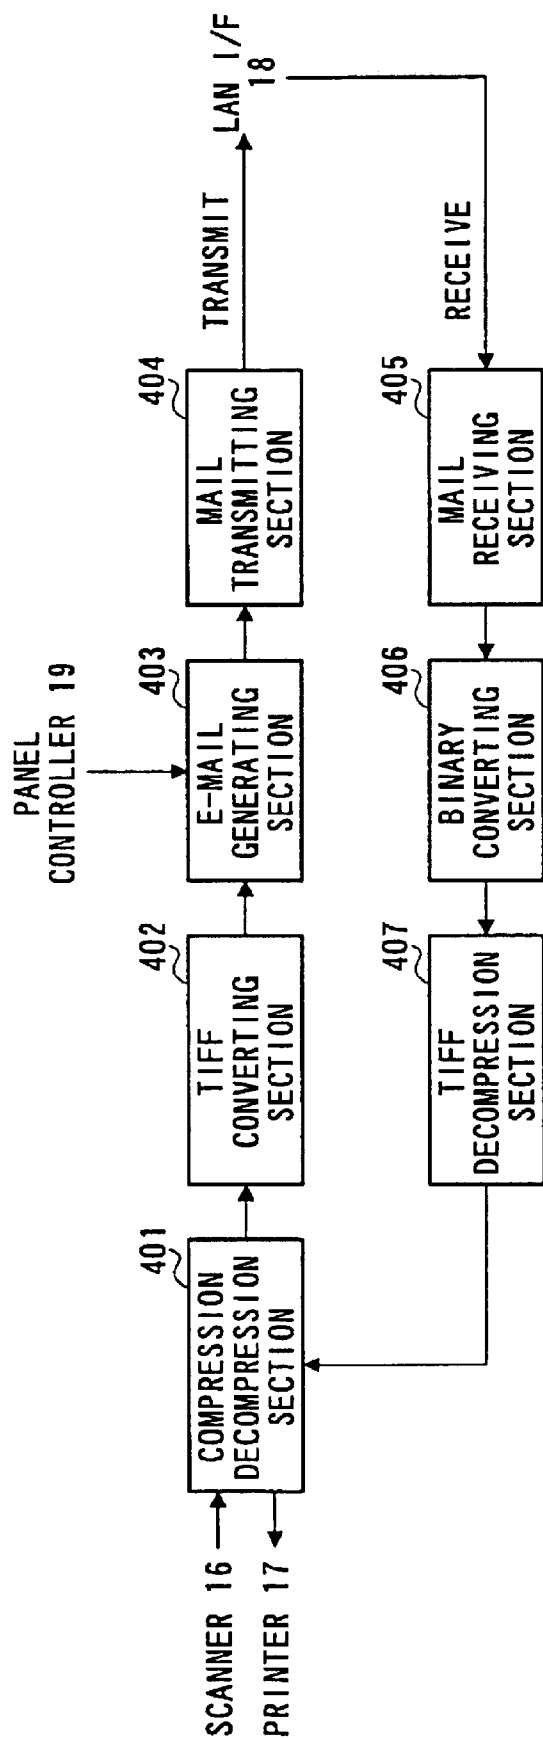 PANEL
CONTROLLER 19
SCANNER 16
PRINTER 17
401
COMPRESSION
DECOMPRESSION
SECTION
402
TIFF
CONVERTING
SECTION
403
E-MAIL
GENERATING
SECTION
404
MAIL
TRANSMITTING
SECTION
TRANSMIT
LAN I/F
18
RECEIVE
405
MAIL
RECEIVING
SECTION
406
BINARY
CONVERTING
SECTION
407
TIFF
DECOMPRESSION
SECTION